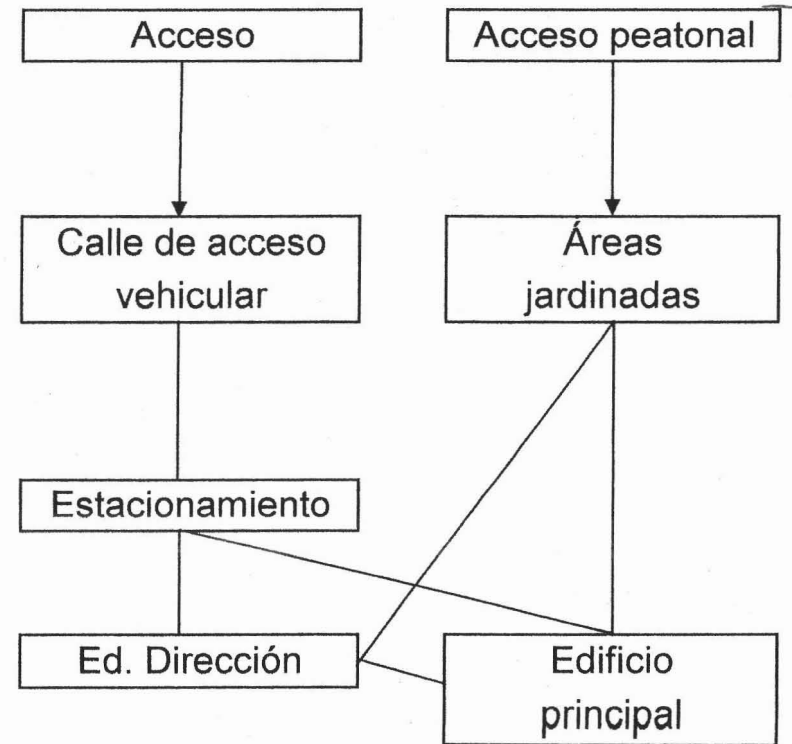 Acceso
Acceso peatonal
Calle de acceso
vehicular
Áreas
jardinadas
Estacionamiento
Ed. Dirección
Edificio
principal